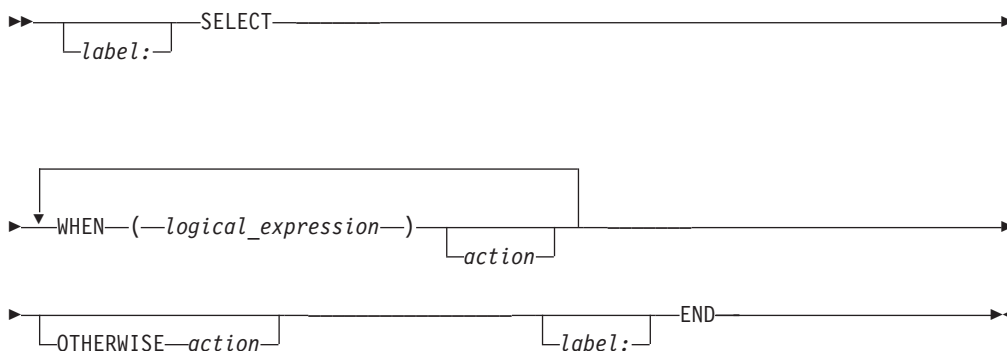 SELECT
label:
WHEN ( logical_expression )
action
OTHERWISE action
label:
END